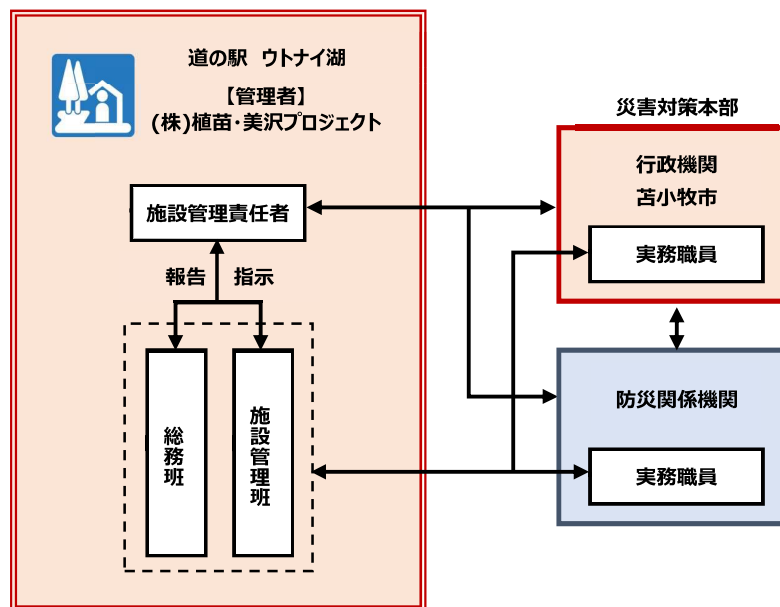 道の駅 ウトナイ湖
【管理者】
(株)植苗・美沢プロジェクト
施設管理責任者
報告 指示
総務班
施設管理班
災害対策本部
行政機関
苫小牧市
実務職員
防災関係機関
実務職員